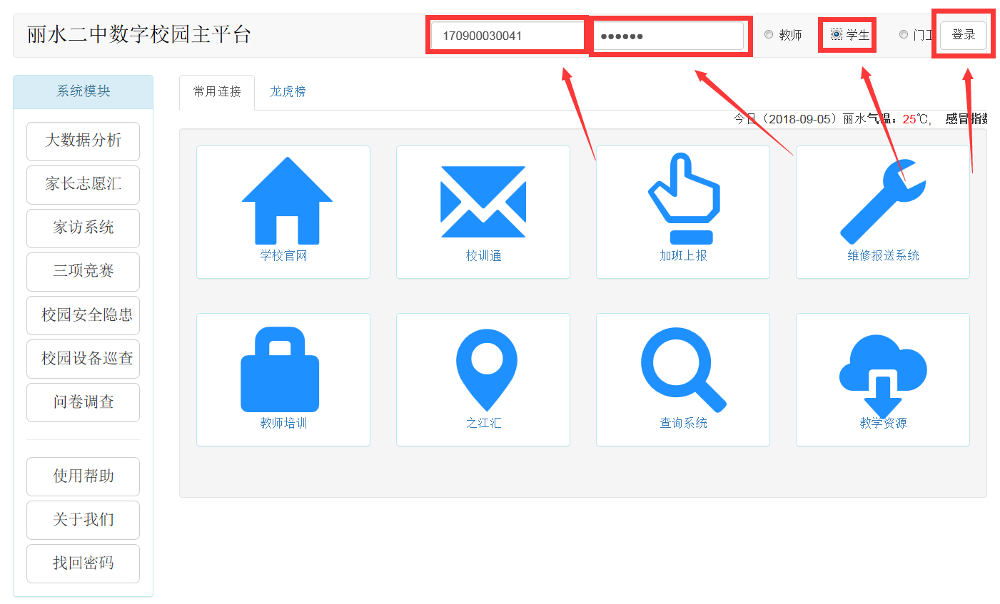 丽水二中数字校园主平台
170900030041
●●●●●●
教师
学生
门卫
登录
系统模块
大数据分析
家长志愿汇
家访系统
三项竞赛
校园安全隐患
校园设备巡查
问卷调查
使用帮助
关于我们
找回密码
常用连接
龙虎榜
今日（2018-09-05）丽水气温：25℃， 感冒指数
学校官网
校训通
加班上报
维修报送系统
教师培训
之江汇
查询系统
教学资源